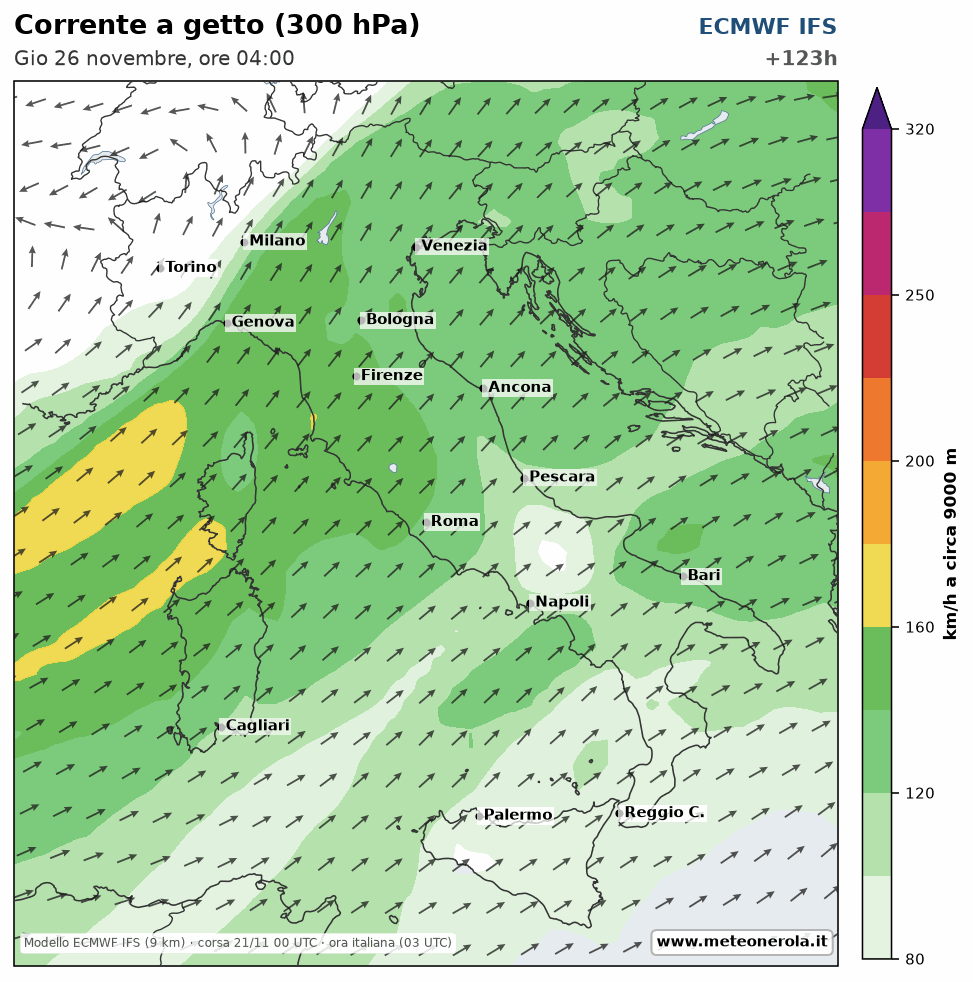 Corrente a getto (300 hPa)
ECMWF IFS
Gio 26 novembre, ore 04:00
+123h
320
Milano
Venezia
Torino
250
Genova
Bologna
Firenze
Ancona
200
Pescara
Roma
km/h a circa 9000 m
Bari
Napoli
160
Cagliari
120
Palermo
Reggio C.
Modello ECMWF IFS (9 km) · corsa 21/11 00 UTC · ora italiana (03 UTC)
www.meteonerola.it
80